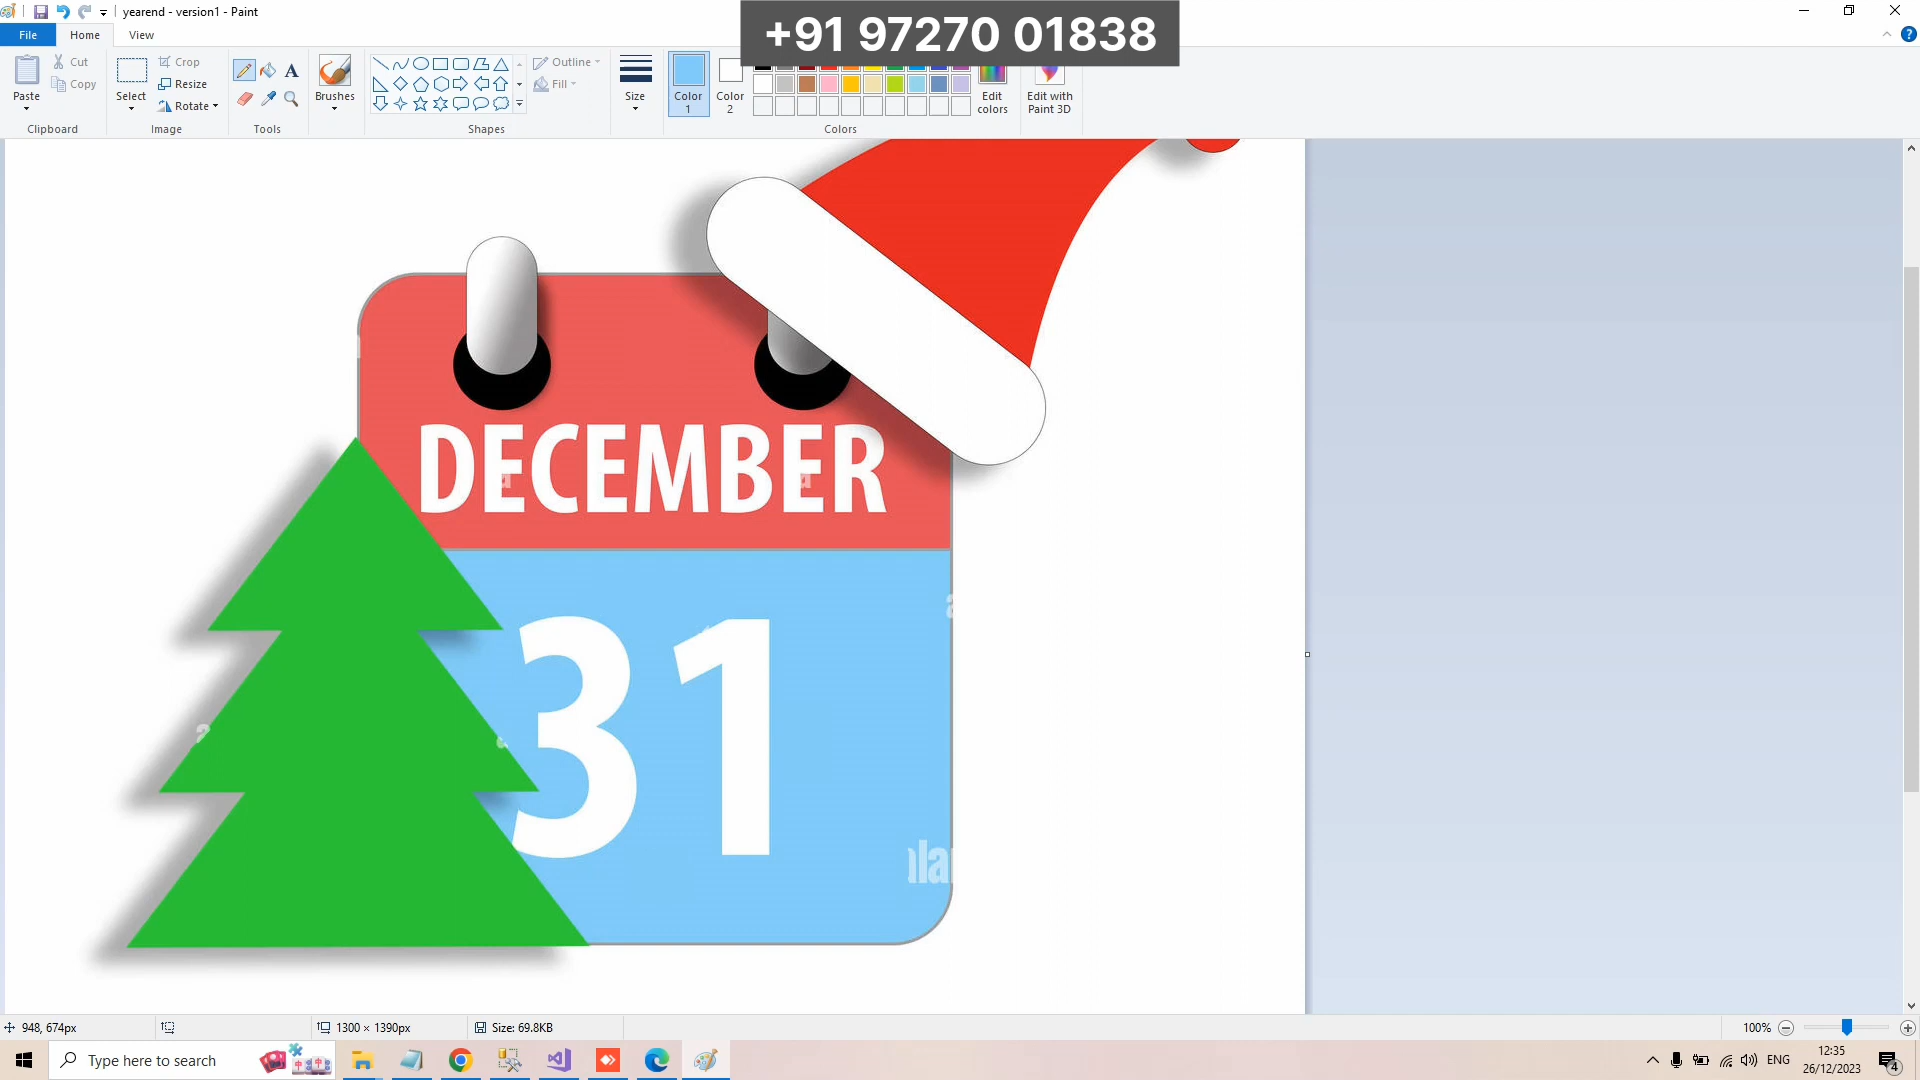 yearend - version1 - Paint
+91 97270 01838
File
Home
View
Paste
Cut
Copy
Clipboard
Select
Crop
Resize
Rotate
Image
A
Tools
Brushes
Outline
Fill
Shapes
Size
Color 1
Color 2
Edit colors
Colors
Edit with Paint 3D
?
DECEMBER
a a
31
a
a
a
ala
948, 674px
1300 × 1390px
Size: 69.8KB
100%
Type here to search
ENG
12:35
26/12/2023
4